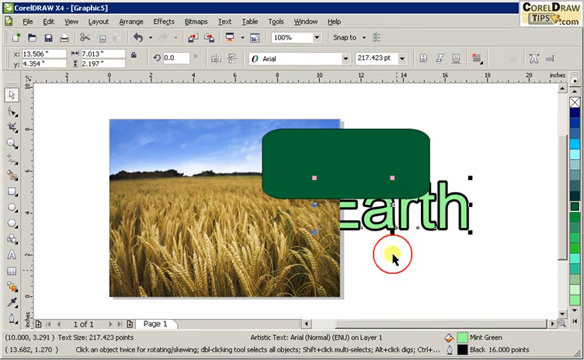 CorelDRAW X4 - [Graphic5]
CORELDRAW
TIPS
.com
File Edit View Layout Arrange Effects Bitmaps Text Table Tools Window Help
100% Snap to
x: 13.506 " 7.013 "
y: 4.354 " 2.197 "
0.0 Arial 217.423 pt
Earth
1 of 1 Page 1
(10.000, 3.291) Text Size: 217.423 points Artistic Text: Arial (Normal) (ENU) on Layer 1 Mint Green
(13.682, 1.270) Click an object twice for rotating/skewing; dbl-clicking tool selects all objects; Shift+click multi-selects; Alt+click digs; Ctrl+... Black 16.000 points